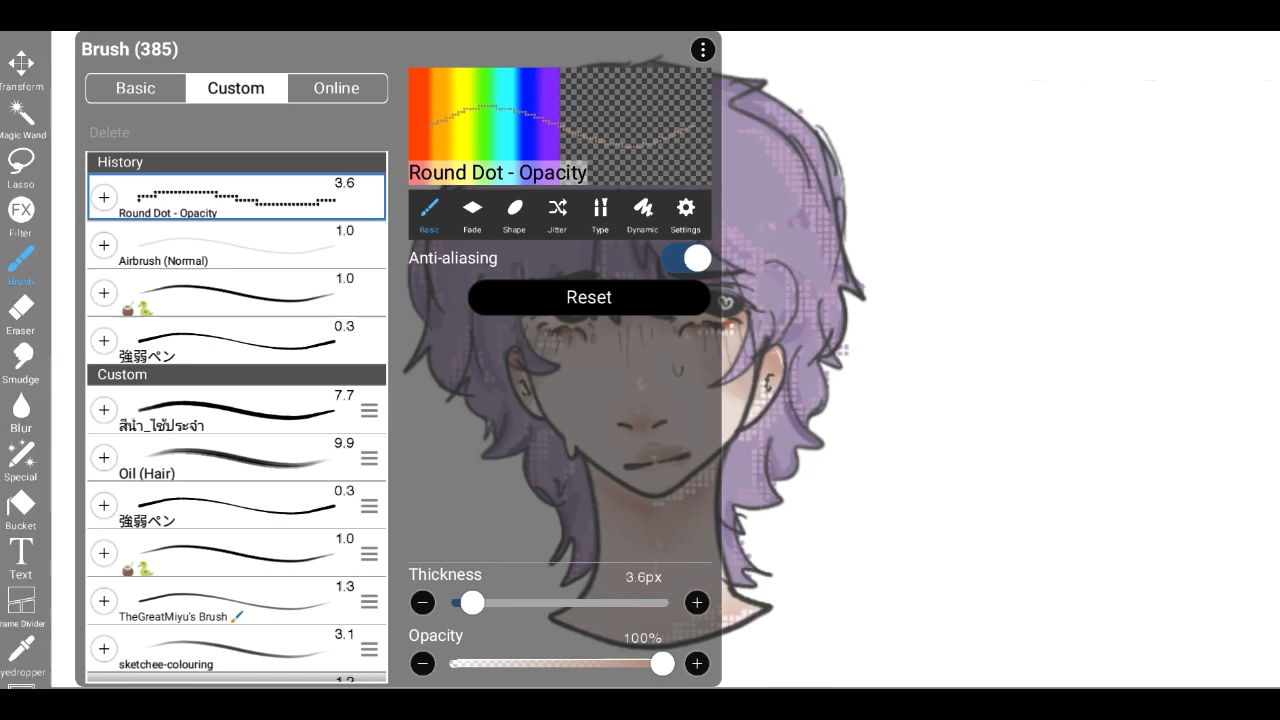 Brush (385)
Basic Custom Online
Delete
History
3.6
Round Dot - Opacity
1.0
Airbrush (Normal)
1.0
🥥🐍
0.3
強弱ペン
Custom
7.7
สีน้ำ_ไช้ประจำ
9.9
Oil (Hair)
0.3
強弱ペン
1.0
🥥🐍
1.3
TheGreatMiyu's Brush 🖌️
3.1
sketchee-colouring
Round Dot - Opacity
Basic Fade Shape Jitter Type Dynamic Settings
Anti-aliasing
Reset
Thickness 3.6px
Opacity 100%
Transform
Magic Wand
Lasso
FX
Filter
Brush
Eraser
Smudge
Blur
Special
Bucket
T
Text
rame Divider
yedropper